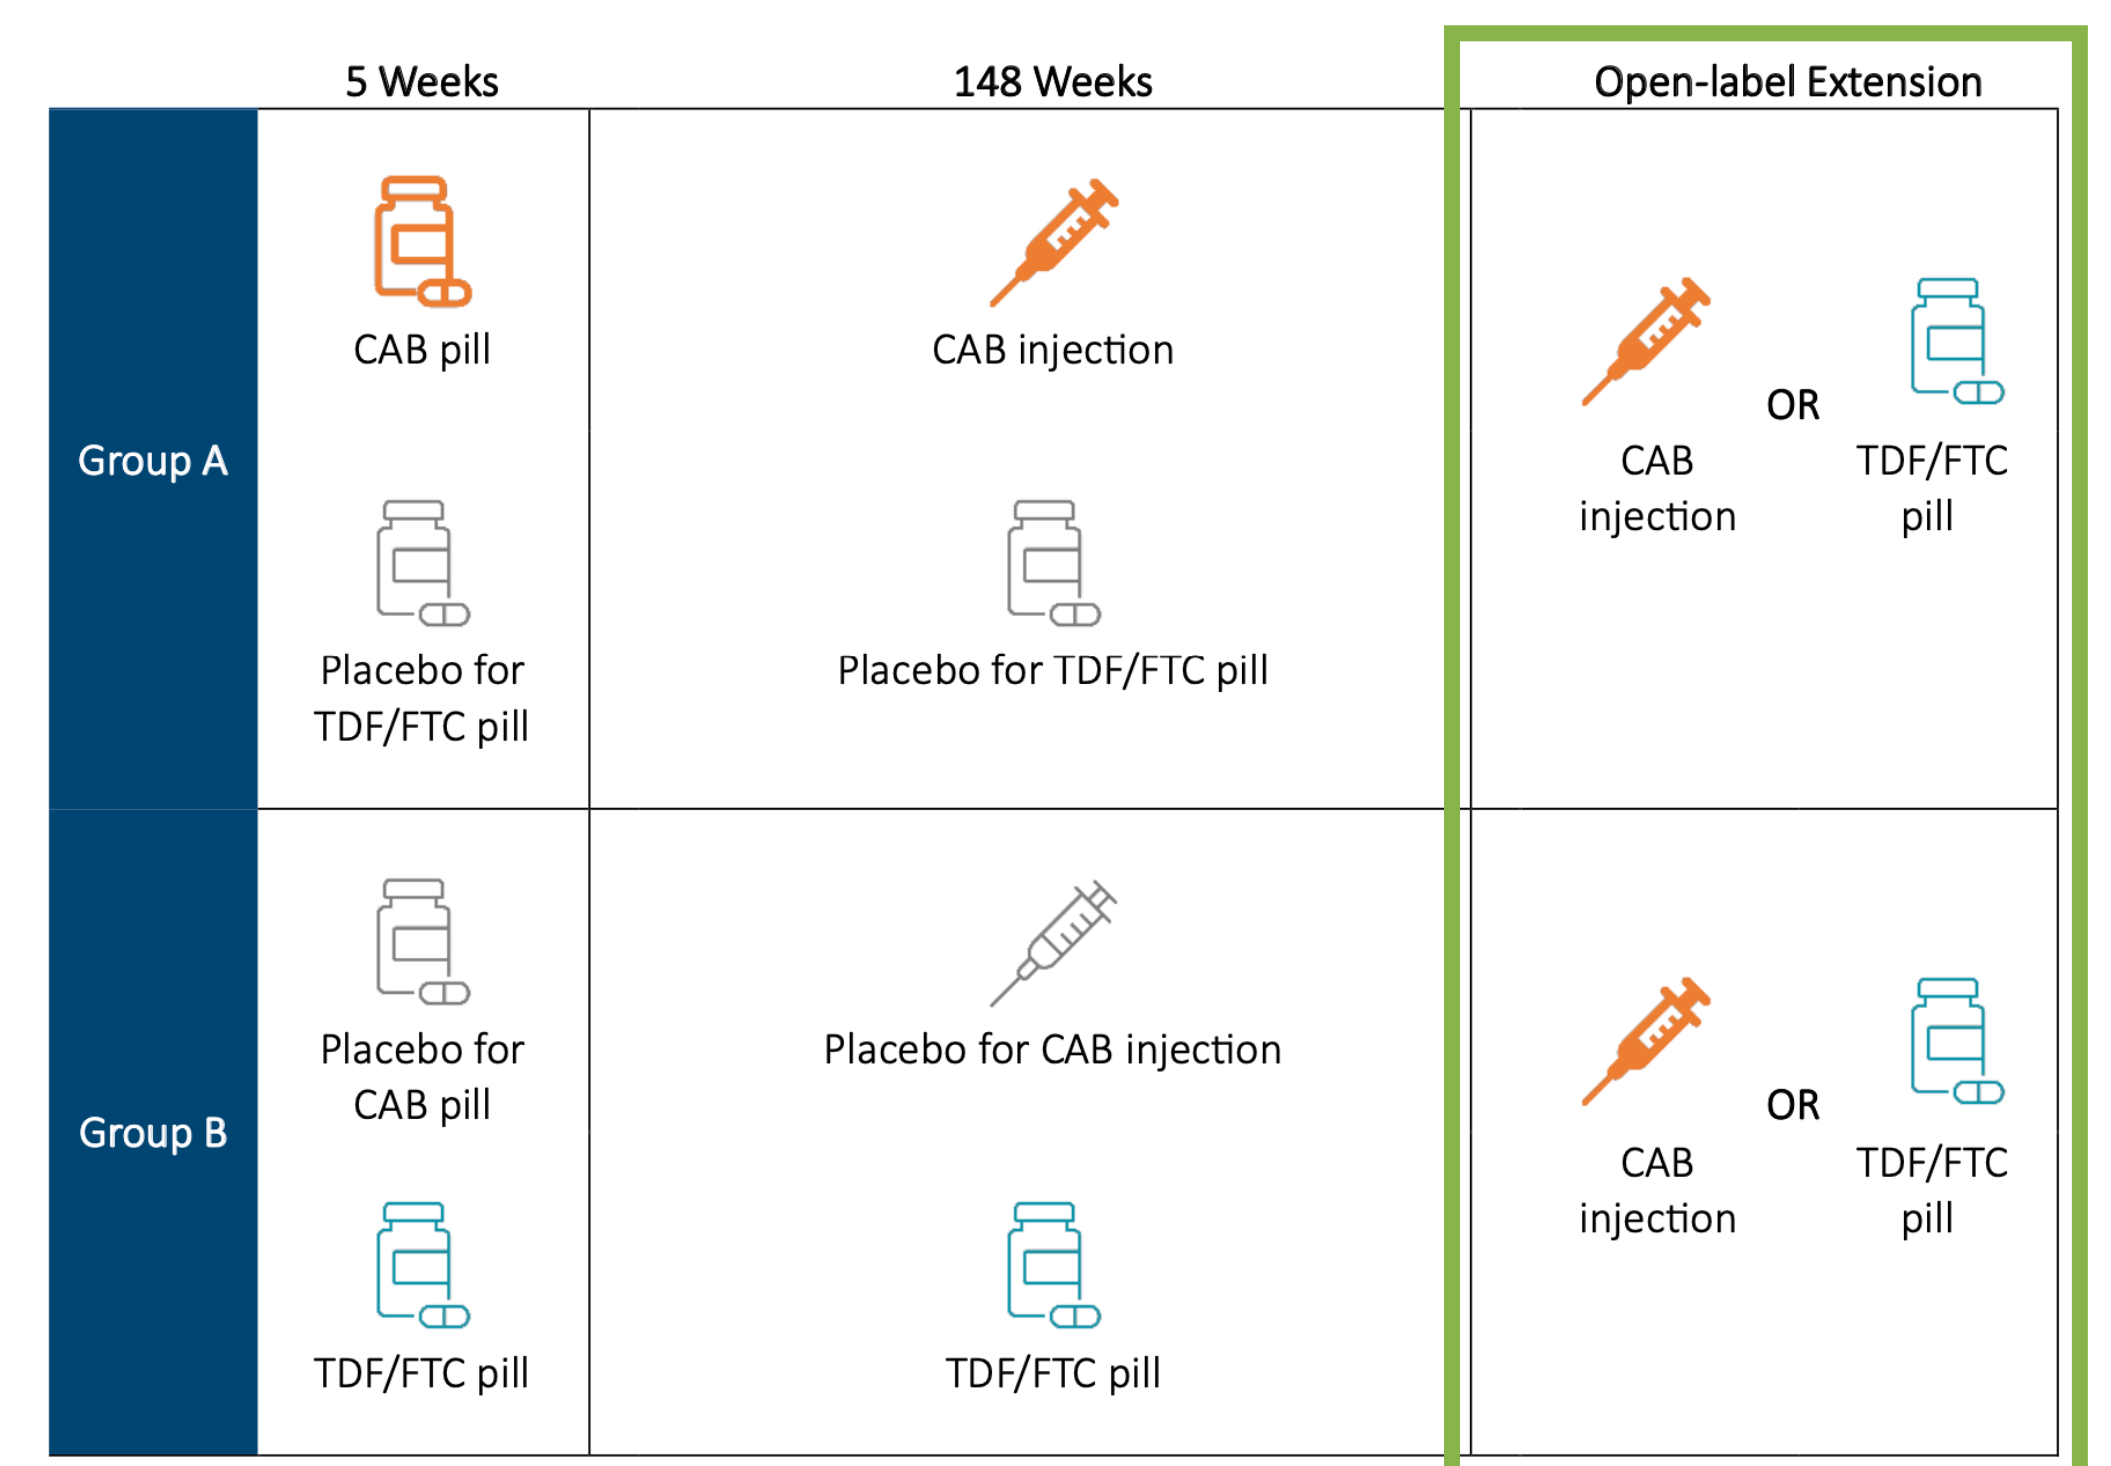 5 Weeks
148 Weeks
Open-label Extension
Group A
CAB pill
Placebo for
TDF/FTC pill
CAB injection
Placebo for TDF/FTC pill
CAB
injection
OR
TDF/FTC
pill
Group B
Placebo for
CAB pill
TDF/FTC pill
Placebo for CAB injection
TDF/FTC pill
CAB
injection
OR
TDF/FTC
pill